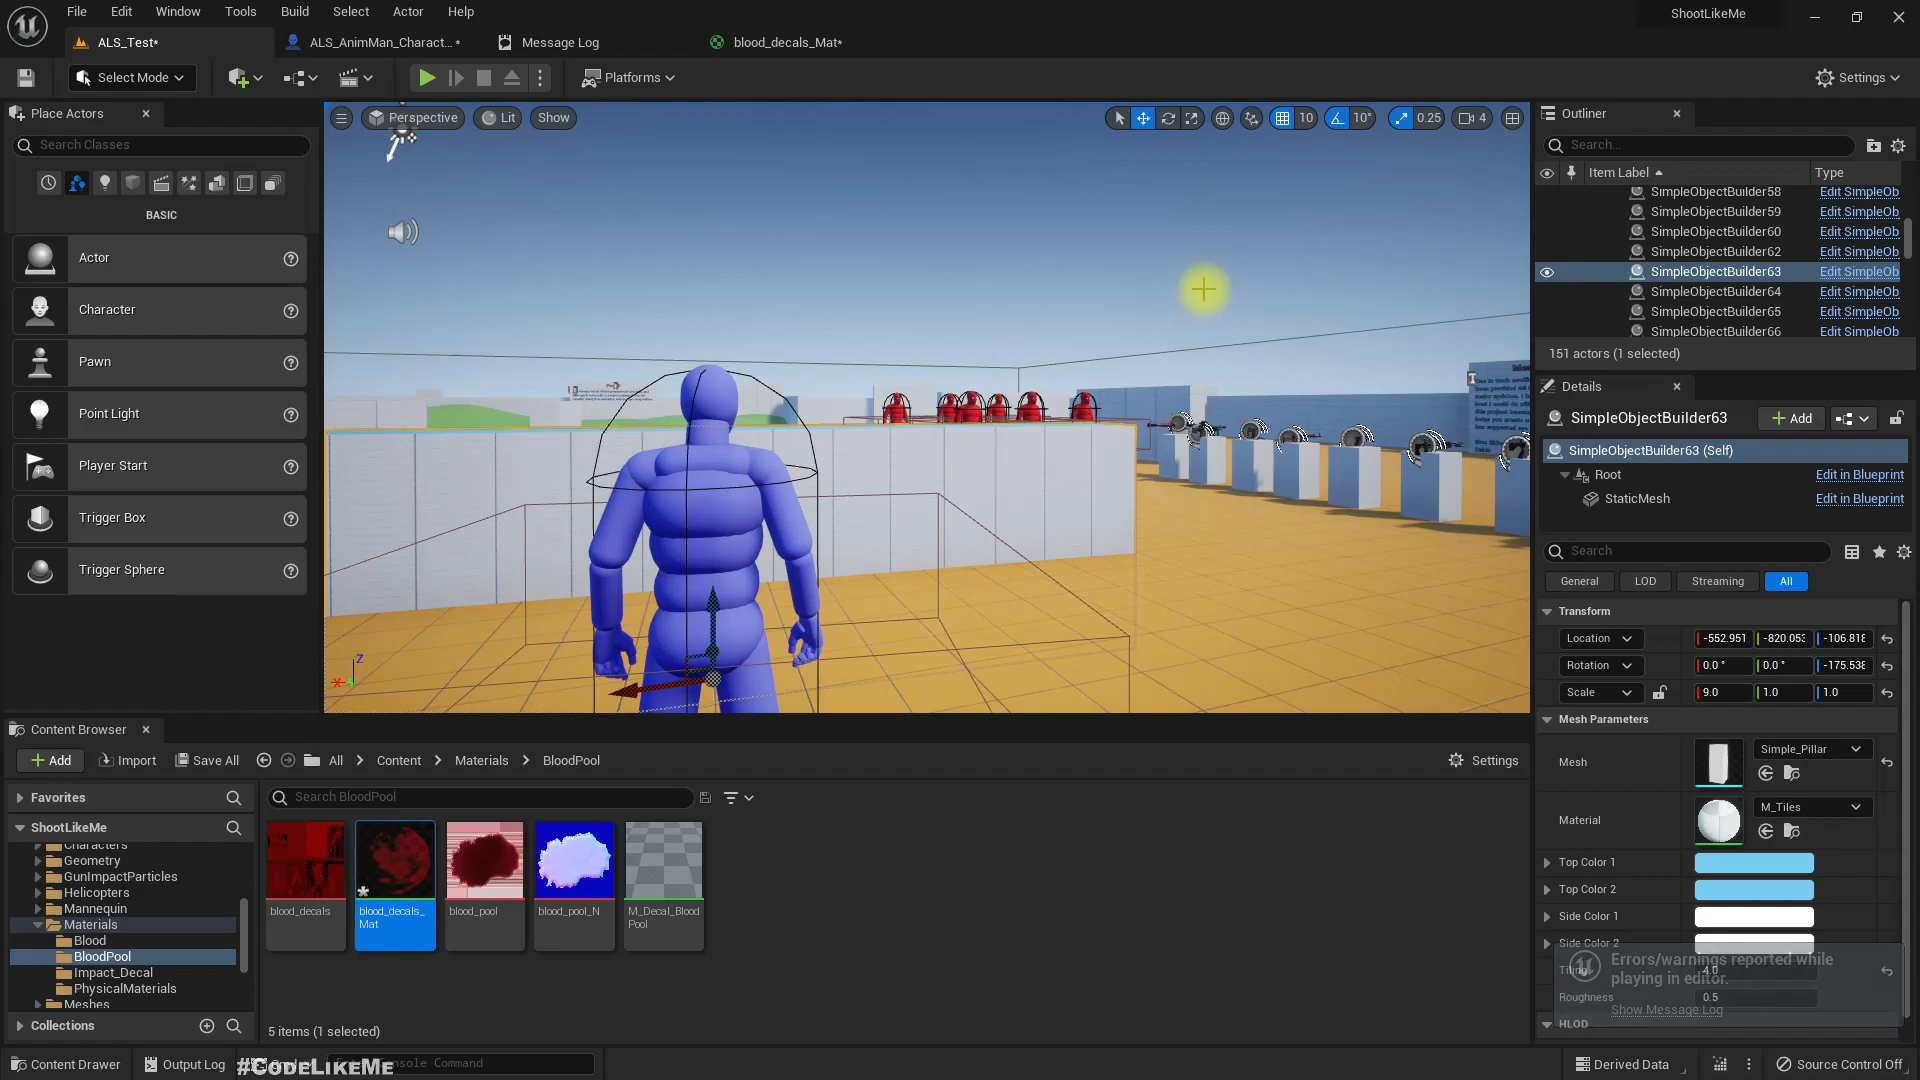 File Edit Window Tools Build Select Actor Help
ShootLikeMe
ALS_Test* ALS_AnimMan_Charact... * Message Log blood_decals_Mat*
Select Mode Platforms Settings
Place Actors
Search Classes
BASIC
Actor
Character
Pawn
Point Light
Player Start
Trigger Box
Trigger Sphere
Perspective Lit Show 10 10° 0.25 4
Z
Outliner
Search...
Item Label Type
SimpleObjectBuilder58 Edit SimpleOb
SimpleObjectBuilder59 Edit SimpleOb
SimpleObjectBuilder60 Edit SimpleOb
SimpleObjectBuilder62 Edit SimpleOb
SimpleObjectBuilder63 Edit SimpleOb
SimpleObjectBuilder64 Edit SimpleOb
SimpleObjectBuilder65 Edit SimpleOb
SimpleObjectBuilder66 Edit SimpleOb
151 actors (1 selected)
Details
SimpleObjectBuilder63 Add
SimpleObjectBuilder63 (Self)
Root Edit in Blueprint
StaticMesh Edit in Blueprint
Search
General LOD Streaming All
Transform
Location -552.951 -820.053 -106.818
Rotation 0.0 ° 0.0 ° -175.538
Scale 9.0 1.0 1.0
Mesh Parameters
Mesh Simple_Pillar
Material M_Tiles
Top Color 1
Top Color 2
Side Color 1
Side Color 2
Tiling 4.0
Roughness 0.5
HLOD
Errors/warnings reported while
playing in editor.
Show Message Log
Content Browser
Add Import Save All All Content Materials BloodPool Settings
Favorites
ShootLikeMe
Characters
Geometry
GunImpactParticles
Helicopters
Mannequin
Materials
Blood
BloodPool
Impact_Decal
PhysicalMaterials
Meshes
Collections
Search BloodPool
blood_decals
blood_decals_
Mat
blood_pool
blood_pool_N
M_Decal_Blood
Pool
5 items (1 selected)
Content Drawer Output Log Console Command Derived Data Source Control Off
#CodeLikeMe